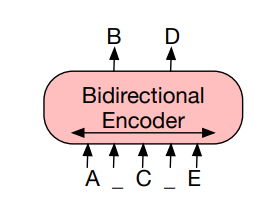 B D
Bidirectional
Encoder
A _ C _ E